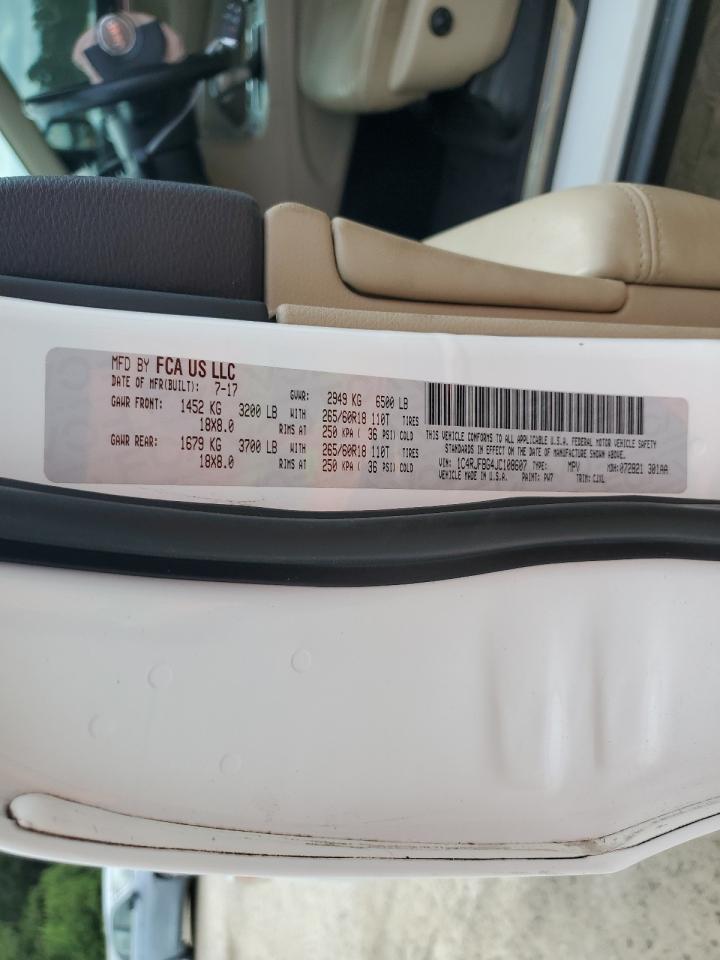 MFD BY FCA US LLC
DATE OF MFR(BUILT): 7-17 GVWR: 2949 KG 6500 LB
GAWR FRONT: 1452 KG 3200 LB WITH 265/60R18 110T TIRES
18X8.0 RIMS AT 250 KPA ( 36 PSI) COLD
GAWR REAR: 1679 KG 3700 LB WITH 265/60R18 110T TIRES
18X8.0 RIMS AT 250 KPA ( 36 PSI) COLD
THIS VEHICLE CONFORMS TO ALL APPLICABLE U.S.A. FEDERAL MOTOR VEHICLE SAFETY
STANDARDS IN EFFECT ON THE DATE OF MANUFACTURE SHOWN ABOVE.
VIN: 1C4RJFBG4JC108607 TYPE: MPV MDH: 072821 301AA
VEHICLE MADE IN U.S.A. PAINT: PW7 TRIM: CJXL